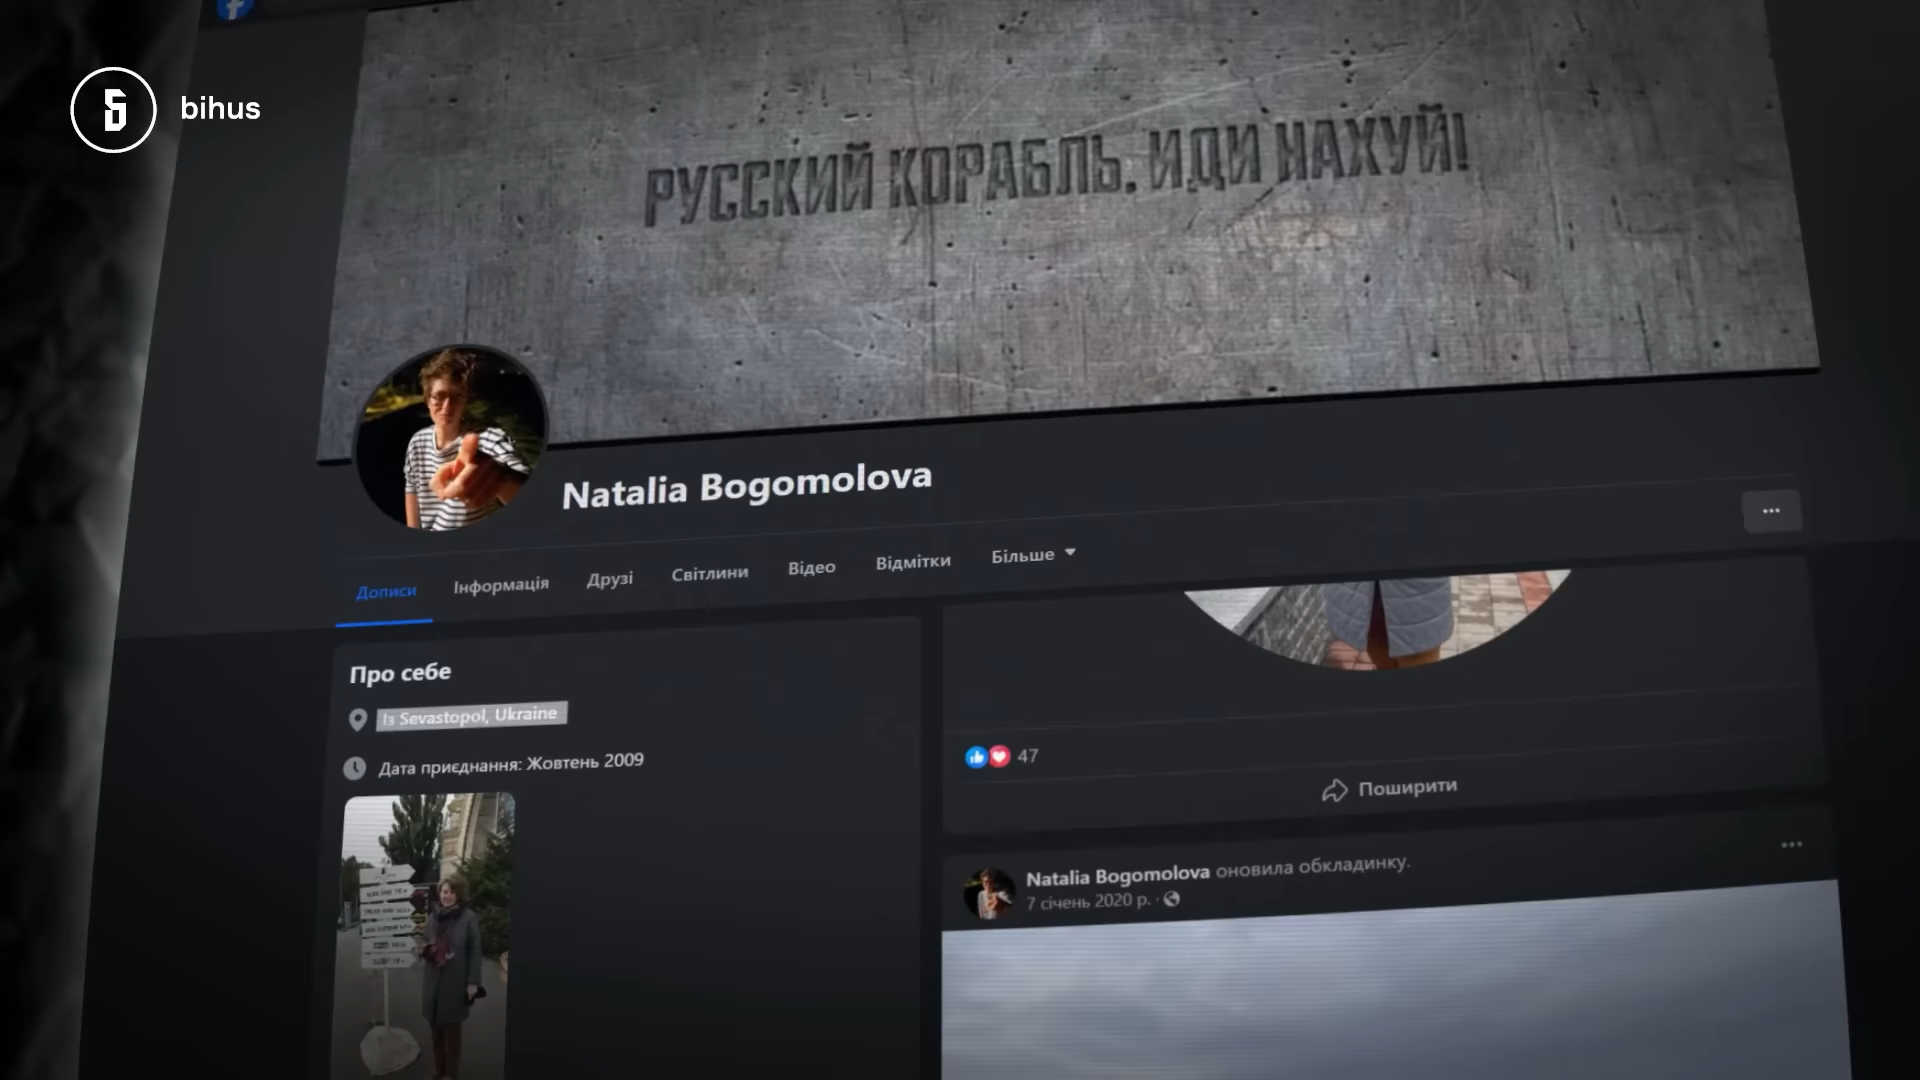 bihus
РУССКИЙ КОРАБЛЬ, ИДИ НАХУЙ!
Natalia Bogomolova
Дописи Інформація Друзі Світлини Відео Відмітки Більше
Про себе
Із Sevastopol, Ukraine
Дата приєднання: Жовтень 2009
47
Поширити
Natalia Bogomolova оновила обкладинку.
7 січень 2020 р. ·